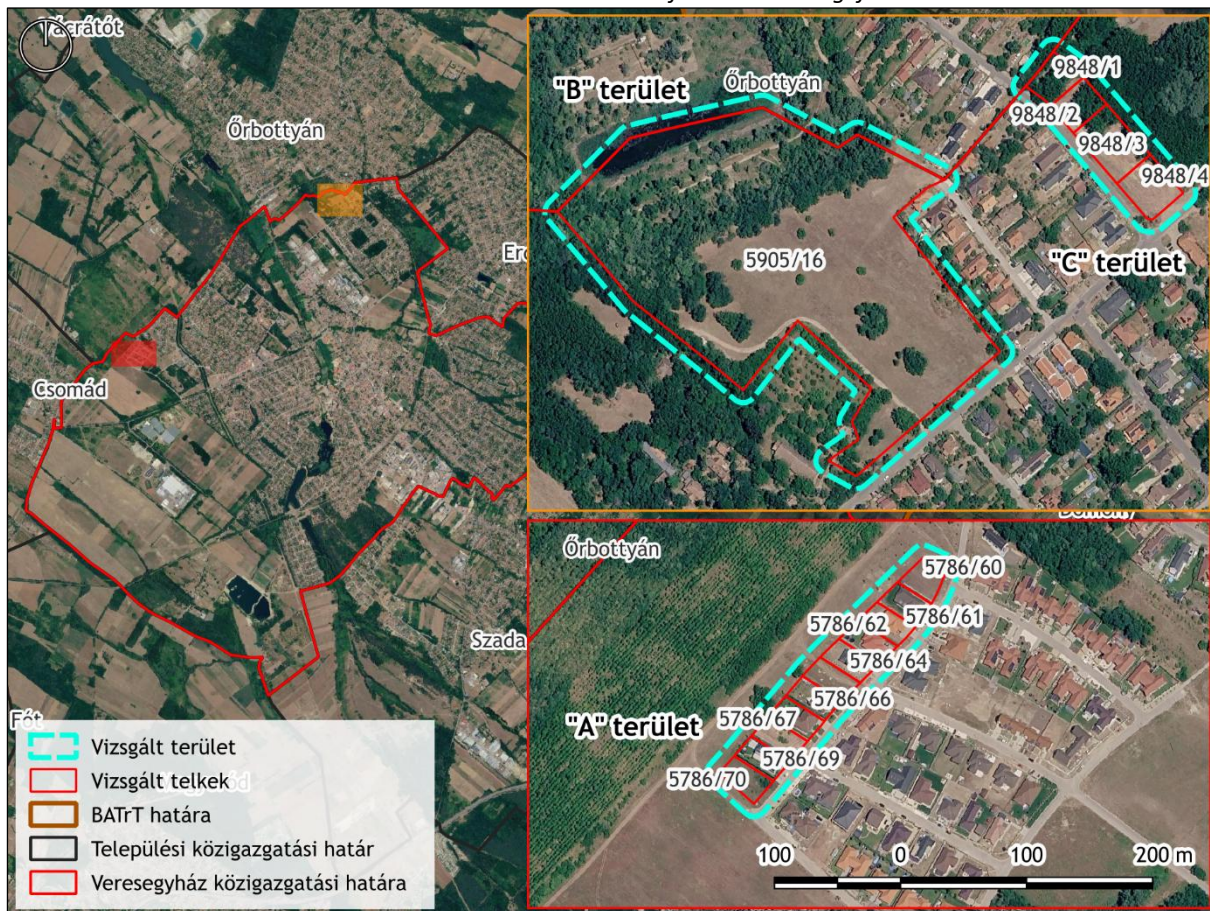 Vácrátót
Őrbottyán
Csomád
Szada
Fót
Vizsgált terület
Vizsgált telkek
BATrT határa
Települési közigazgatási határ
Veresegyház közigazgatási határa
"B" terület
Őrbottyán
5905/16
9848/1
9848/2
9848/3
9848/4
"C" terület
Őrbottyán
"A" terület
5786/60
5786/61
5786/62
5786/64
5786/66
5786/67
5786/69
5786/70
100 0 100 200 m